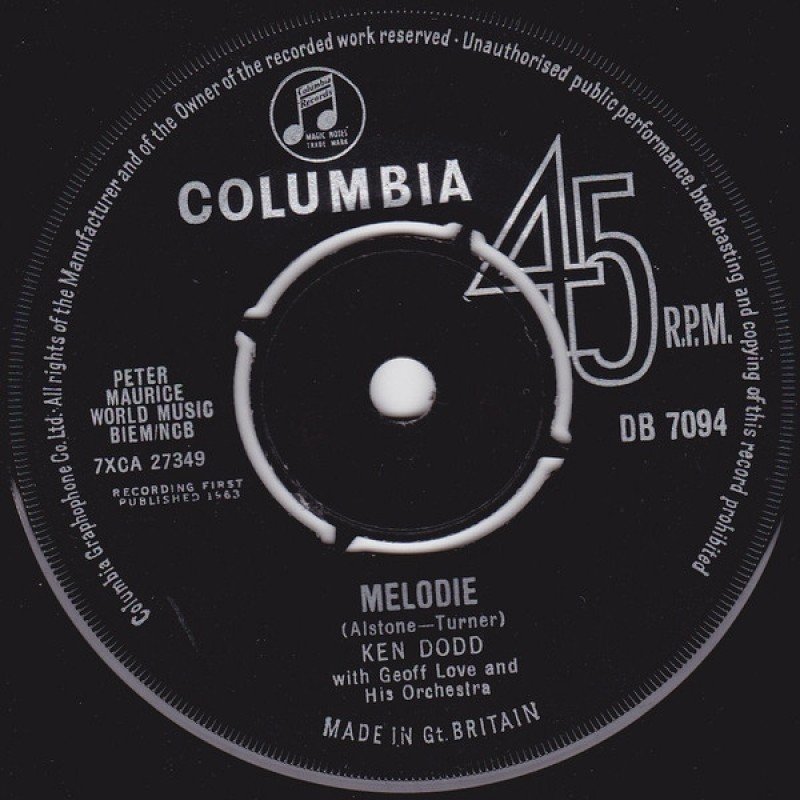 Columbia Graphophone Co. Ltd. · All rights of the Manufacturer and of the Owner of the recorded work reserved · Unauthorised public performance, broadcasting and copying of this record prohibited
Columbia
Records
MAGIC NOTES
TRADE MARK
COLUMBIA
45
R.P.M.
PETER
MAURICE
WORLD MUSIC
BIEM/NCB
7XCA 27349
RECORDING FIRST
PUBLISHED 1963
DB 7094
MELODIE
(Alstone—Turner)
KEN DODD
with Geoff Love and
His Orchestra
MADE IN Gt. BRITAIN